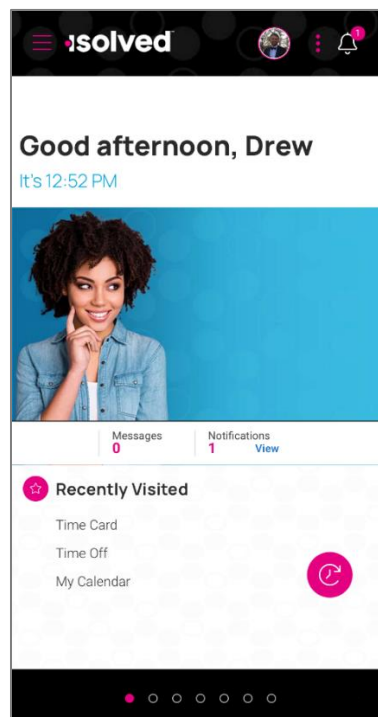 isolved
1
Good afternoon, Drew
It's 12:52 PM
Messages Notifications
0 1 View
Recently Visited
Time Card
Time Off
My Calendar